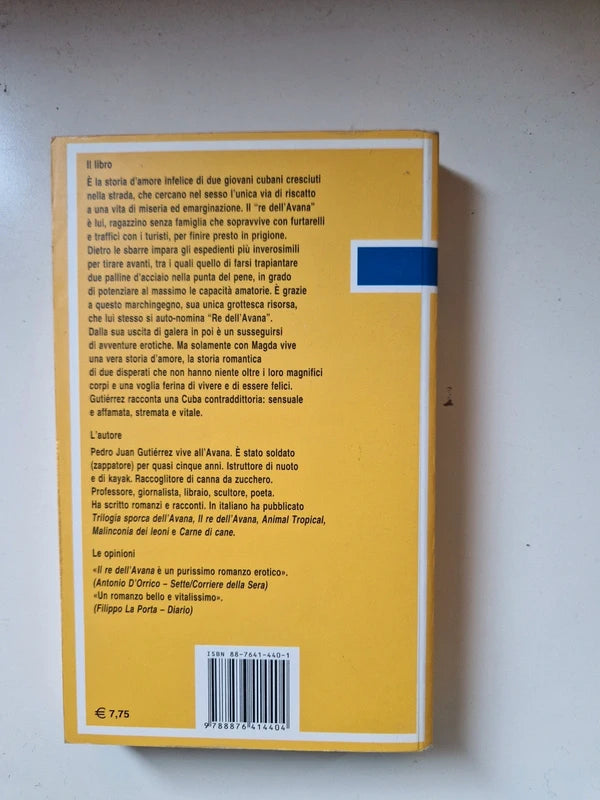 Il libro
È la storia d'amore infelice di due giovani cubani cresciuti
nella strada, che cercano nel sesso l'unica via di riscatto
a una vita di miseria ed emarginazione. Il "re dell'Avana"
è lui, ragazzino senza famiglia che sopravvive con furtarelli
e traffici con i turisti, per finire presto in prigione.
Dietro le sbarre impara gli espedienti più inverosimili
per tirare avanti, tra i quali quello di farsi trapiantare
due palline d'acciaio nella punta del pene, in grado
di potenziare al massimo le capacità amatorie. È grazie
a questo marchingegno, sua unica grottesca risorsa,
che lui stesso si auto-nomina "Re dell'Avana".
Dalla sua uscita di galera in poi è un susseguirsi
di avventure erotiche. Ma solamente con Magda vive
una vera storia d'amore, la storia romantica
di due disperati che non hanno niente oltre i loro magnifici
corpi e una voglia ferina di vivere e di essere felici.
Gutiérrez racconta una Cuba contraddittoria: sensuale
e affamata, stremata e vitale.
L'autore
Pedro Juan Gutiérrez vive all'Avana. È stato soldato
(zappatore) per quasi cinque anni. Istruttore di nuoto
e di kayak. Raccoglitore di canna da zucchero.
Professore, giornalista, libraio, scultore, poeta.
Ha scritto romanzi e racconti. In italiano ha pubblicato
Trilogia sporca dell'Avana, Il re dell'Avana, Animal Tropical,
Malinconia dei leoni e Carne di cane.
Le opinioni
«Il re dell'Avana è un purissimo romanzo erotico».
(Antonio D'Orrico – Sette/Corriere della Sera)
«Un romanzo bello e vitalissimo».
(Filippo La Porta – Diario)
ISBN 88-7641-440-1
€ 7,75
9 788876 414404